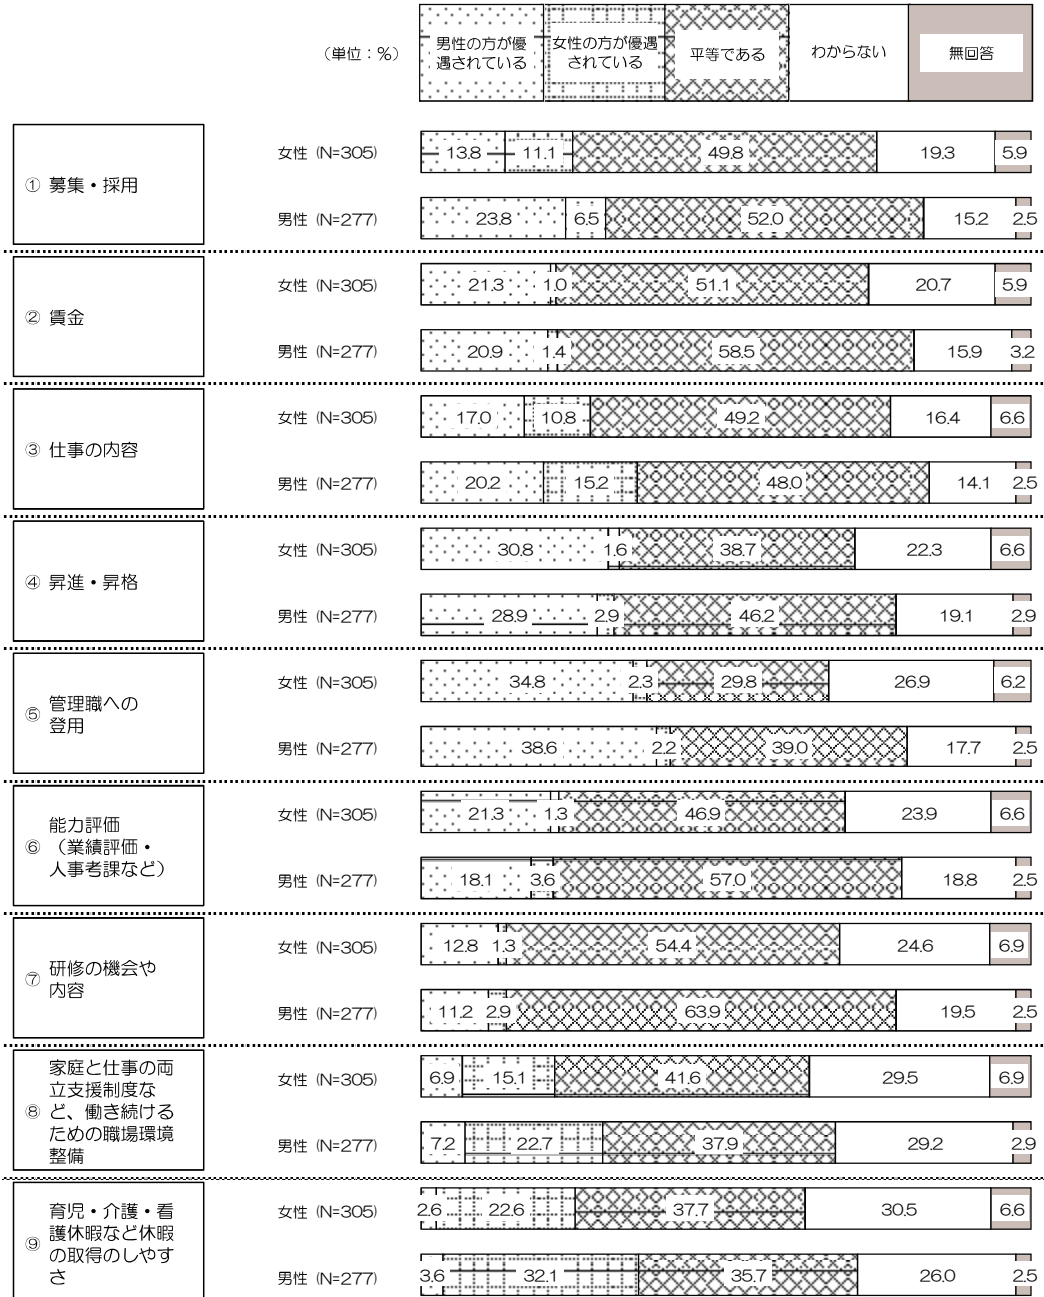 （単位：％）
男性の方が優
遇されている
女性の方が優遇
されている
平等である
わからない
無回答
① 募集・採用
女性 (N=305)
13.8 11.1 49.8 19.3 5.9
男性 (N=277)
23.8 6.5 52.0 15.2 2.5
② 賃金
女性 (N=305)
21.3 1.0 51.1 20.7 5.9
男性 (N=277)
20.9 1.4 58.5 15.9 3.2
③ 仕事の内容
女性 (N=305)
17.0 10.8 49.2 16.4 6.6
男性 (N=277)
20.2 15.2 48.0 14.1 2.5
④ 昇進・昇格
女性 (N=305)
30.8 1.6 38.7 22.3 6.6
男性 (N=277)
28.9 2.9 46.2 19.1 2.9
⑤ 管理職への
登用
女性 (N=305)
34.8 2.3 29.8 26.9 6.2
男性 (N=277)
38.6 2.2 39.0 17.7 2.5
⑥ 能力評価
（業績評価・
人事考課など）
女性 (N=305)
21.3 1.3 46.9 23.9 6.6
男性 (N=277)
18.1 3.6 57.0 18.8 2.5
⑦ 研修の機会や
内容
女性 (N=305)
12.8 1.3 54.4 24.6 6.9
男性 (N=277)
11.2 2.9 63.9 19.5 2.5
⑧ 家庭と仕事の両
立支援制度な
ど、働き続ける
ための職場環境
整備
女性 (N=305)
6.9 15.1 41.6 29.5 6.9
男性 (N=277)
7.2 22.7 37.9 29.2 2.9
⑨ 育児・介護・看
護休暇など休暇
の取得のしやす
さ
女性 (N=305)
2.6 22.6 37.7 30.5 6.6
男性 (N=277)
3.6 32.1 35.7 26.0 2.5